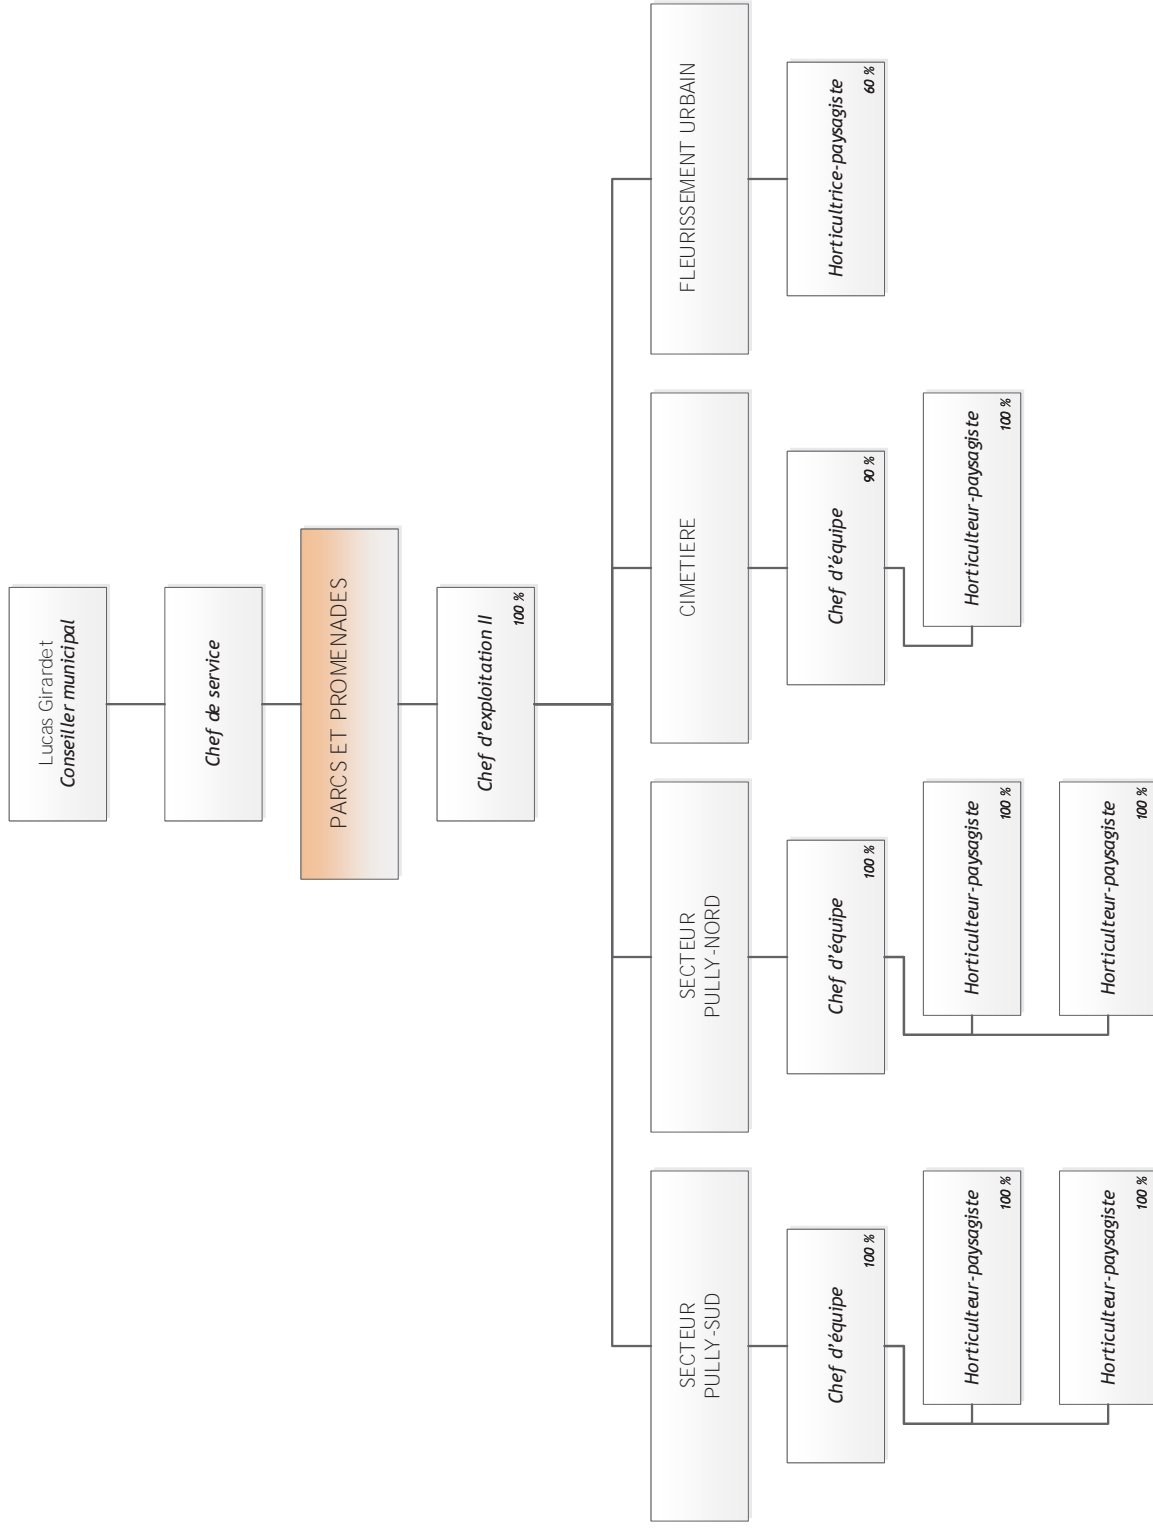 Lucas Girardet
Conseiller municipal
Chef de service
PARCS ET PROMENADES
Chef d'exploitation II
100 %
SECTEUR
PULLY-SUD
Chef d'équipe
100 %
Horticulteur-paysagiste
100 %
Horticulteur-paysagiste
100 %
SECTEUR
PULLY-NORD
Chef d'équipe
100 %
Horticulteur-paysagiste
100 %
Horticulteur-paysagiste
100 %
CIMETIERE
Chef d'équipe
90 %
Horticulteur-paysagiste
100 %
FLEURISSEMENT URBAIN
Horticultrice-paysagiste
60 %